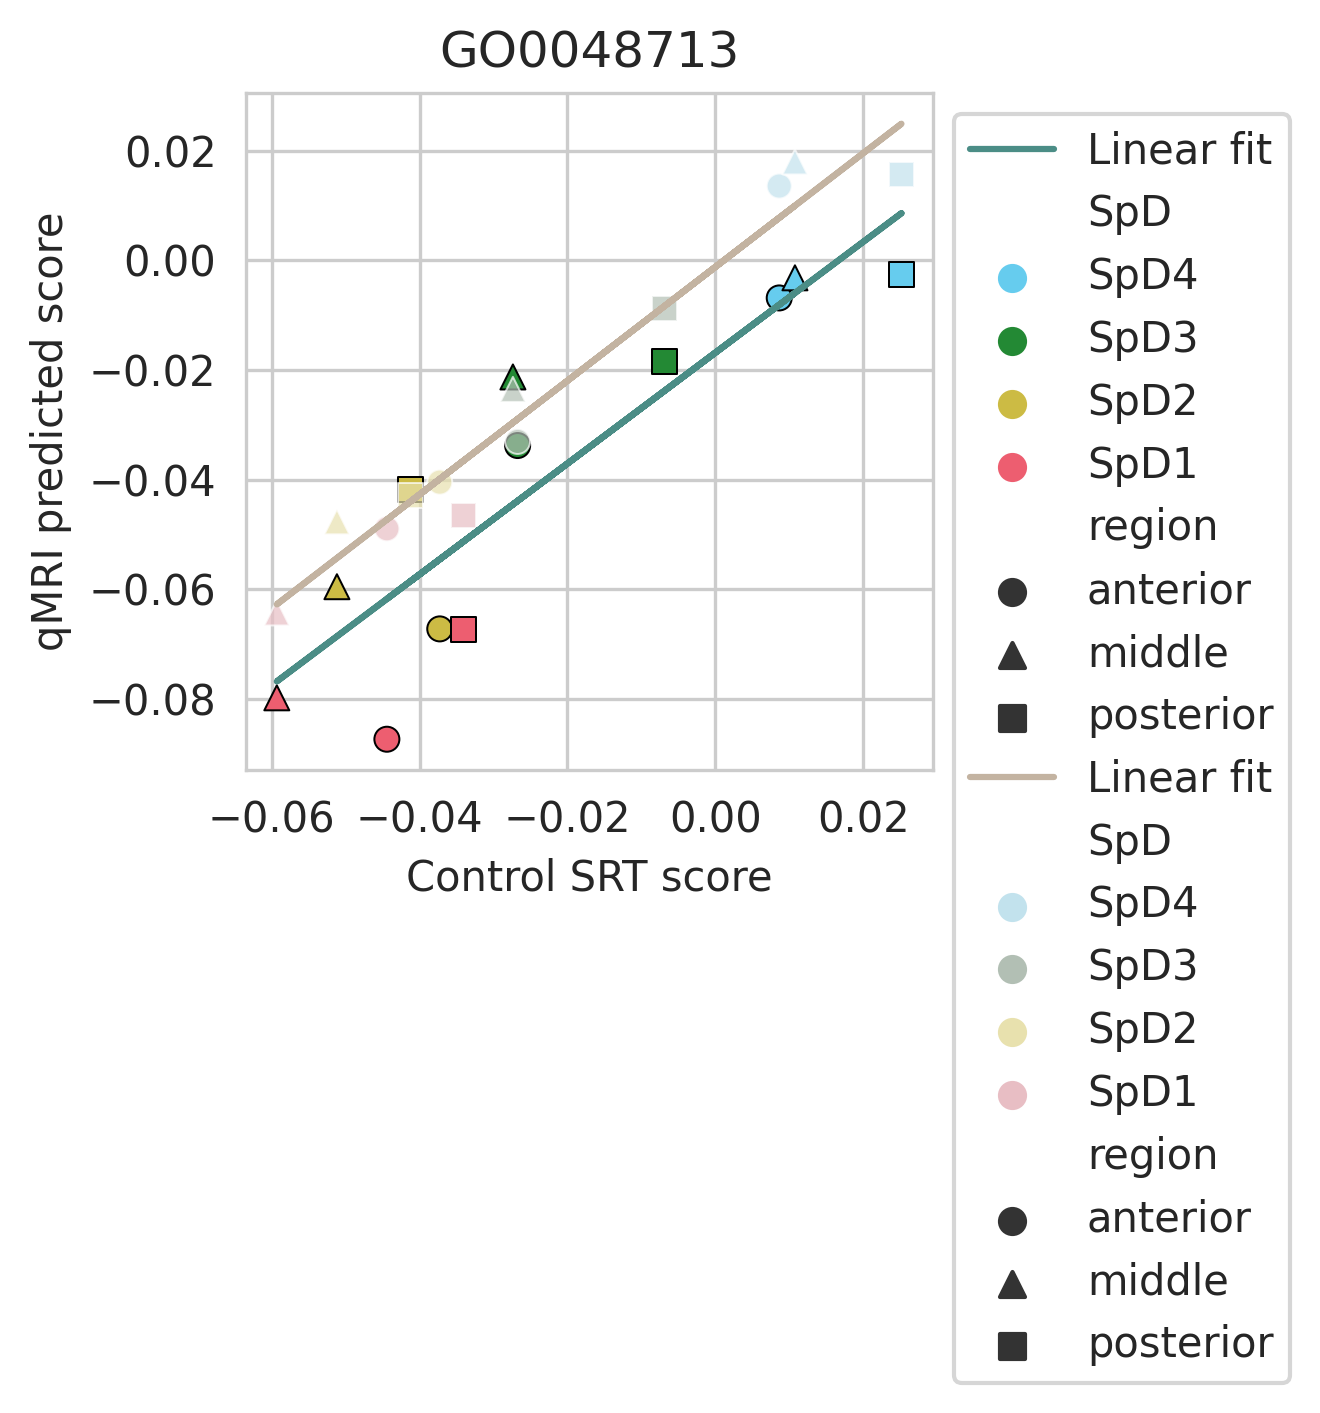 GO0048713
0.02
0.00
−0.02
−0.04
−0.06
−0.08
qMRI predicted score
−0.06 −0.04 −0.02 0.00 0.02
Control SRT score
Linear fit
SpD
SpD4
SpD3
SpD2
SpD1
region
anterior
middle
posterior
Linear fit
SpD
SpD4
SpD3
SpD2
SpD1
region
anterior
middle
posterior